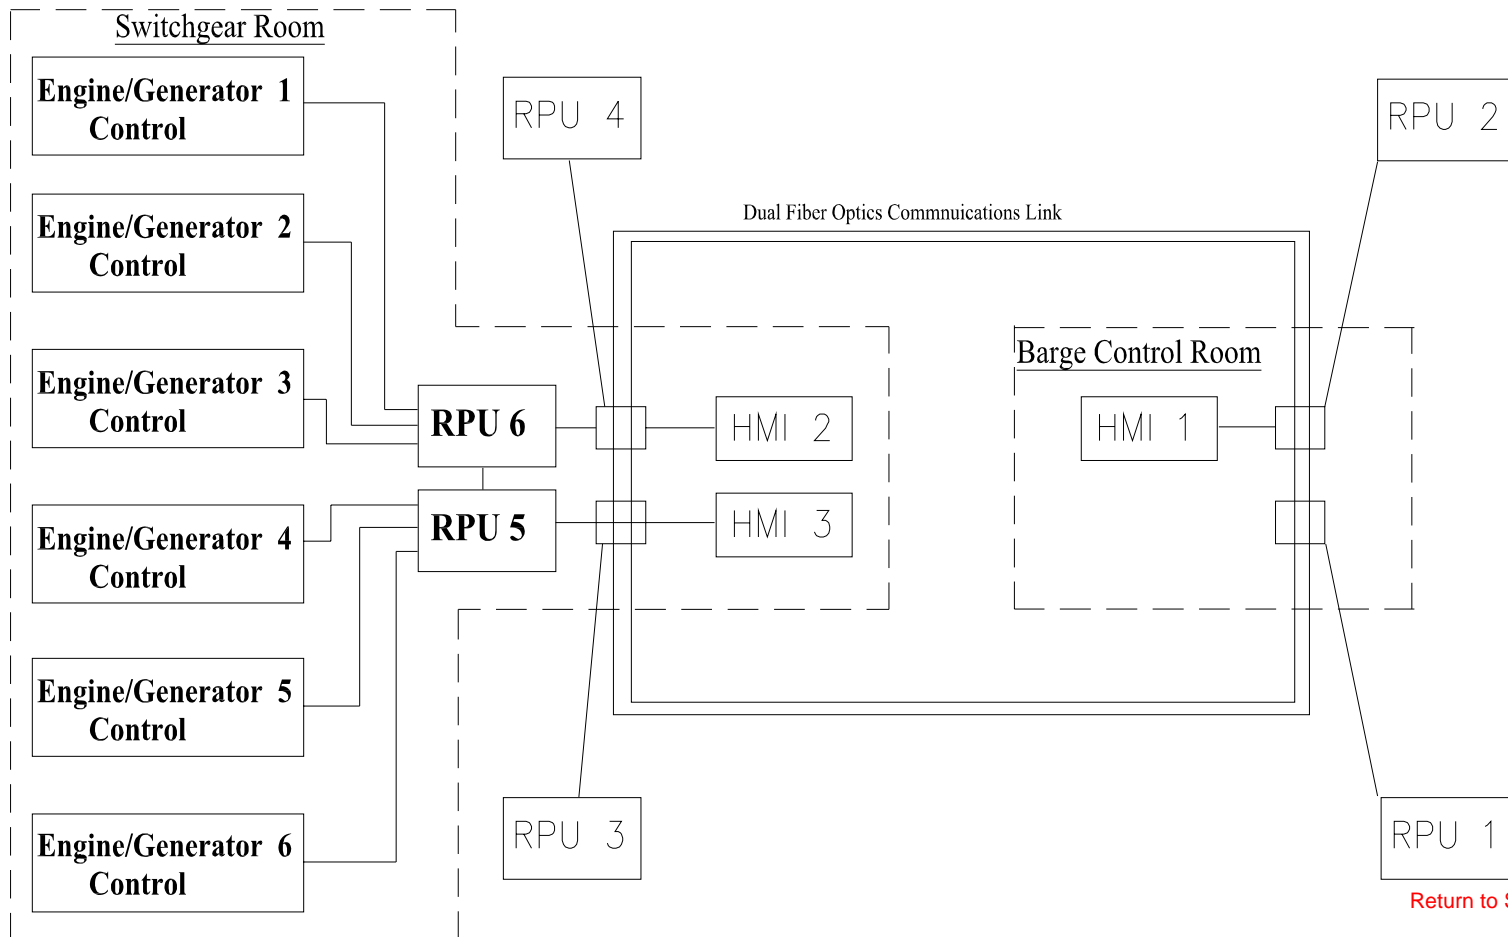 Switchgear Room
Engine/Generator 1
Control
RPU 4
RPU 2
Engine/Generator 2
Control
Dual Fiber Optics Commnuications Link
Engine/Generator 3
Control
Barge Control Room
RPU 6
HMI 2
HMI 1
Engine/Generator 4
Control
RPU 5
HMI 3
Engine/Generator 5
Control
Engine/Generator 6
Control
RPU 3
RPU 1
Return to